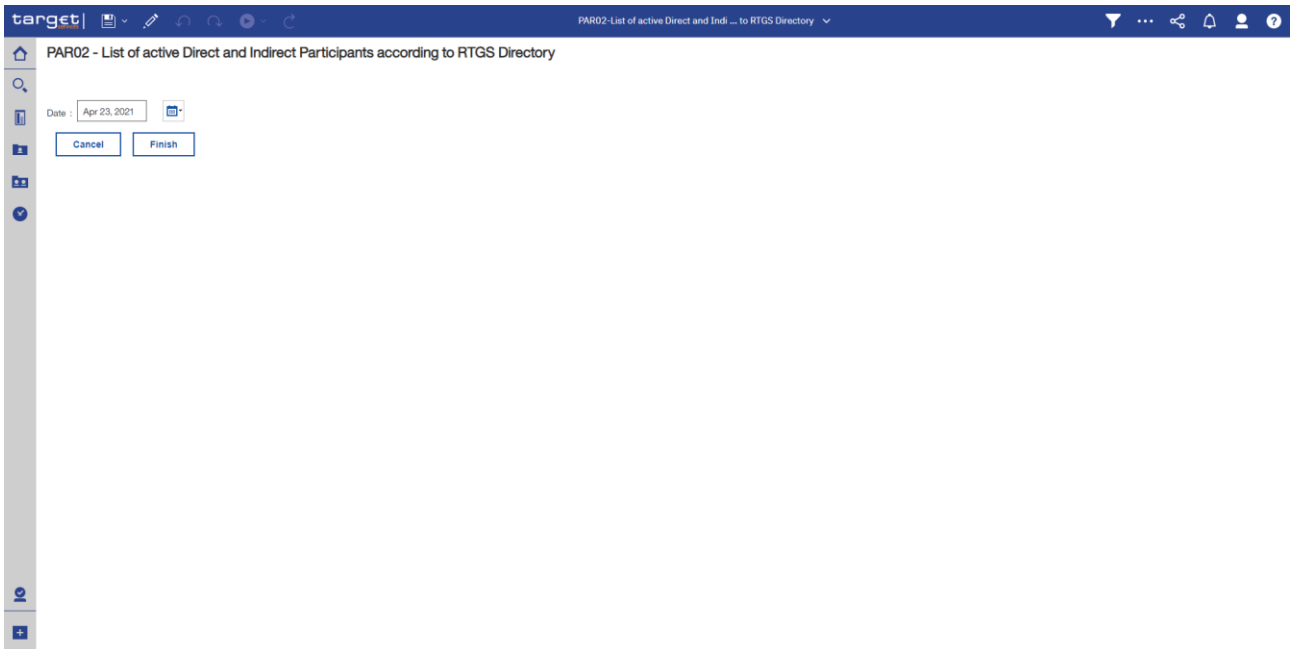 target| PAR02-List of active Direct and Indi ... to RTGS Directory
PAR02 - List of active Direct and Indirect Participants according to RTGS Directory
Date : Apr 23, 2021
Cancel Finish